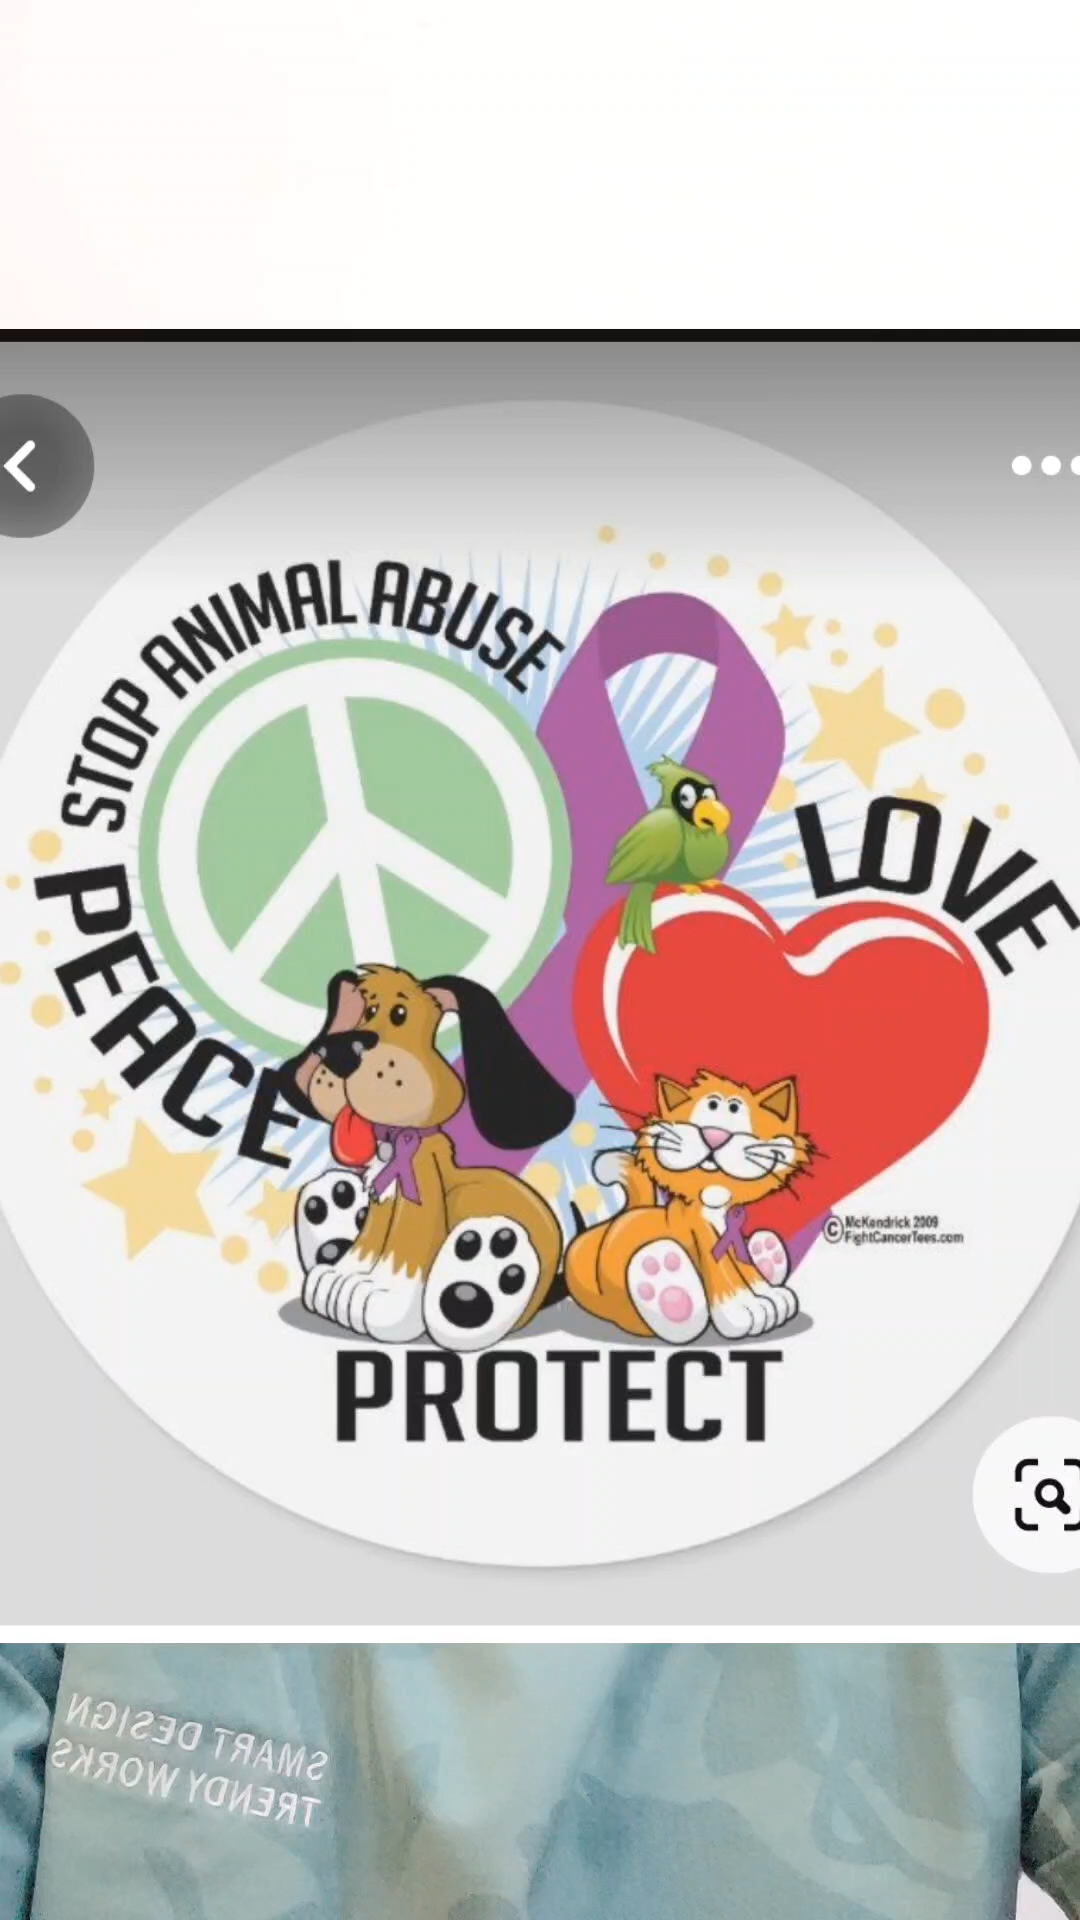 STOP ANIMAL ABUSE
PEACE
LOVE
© McKendrick 2009
FightCancerTees.com
PROTECT
SMART DESIGN
TRENDY WORKS